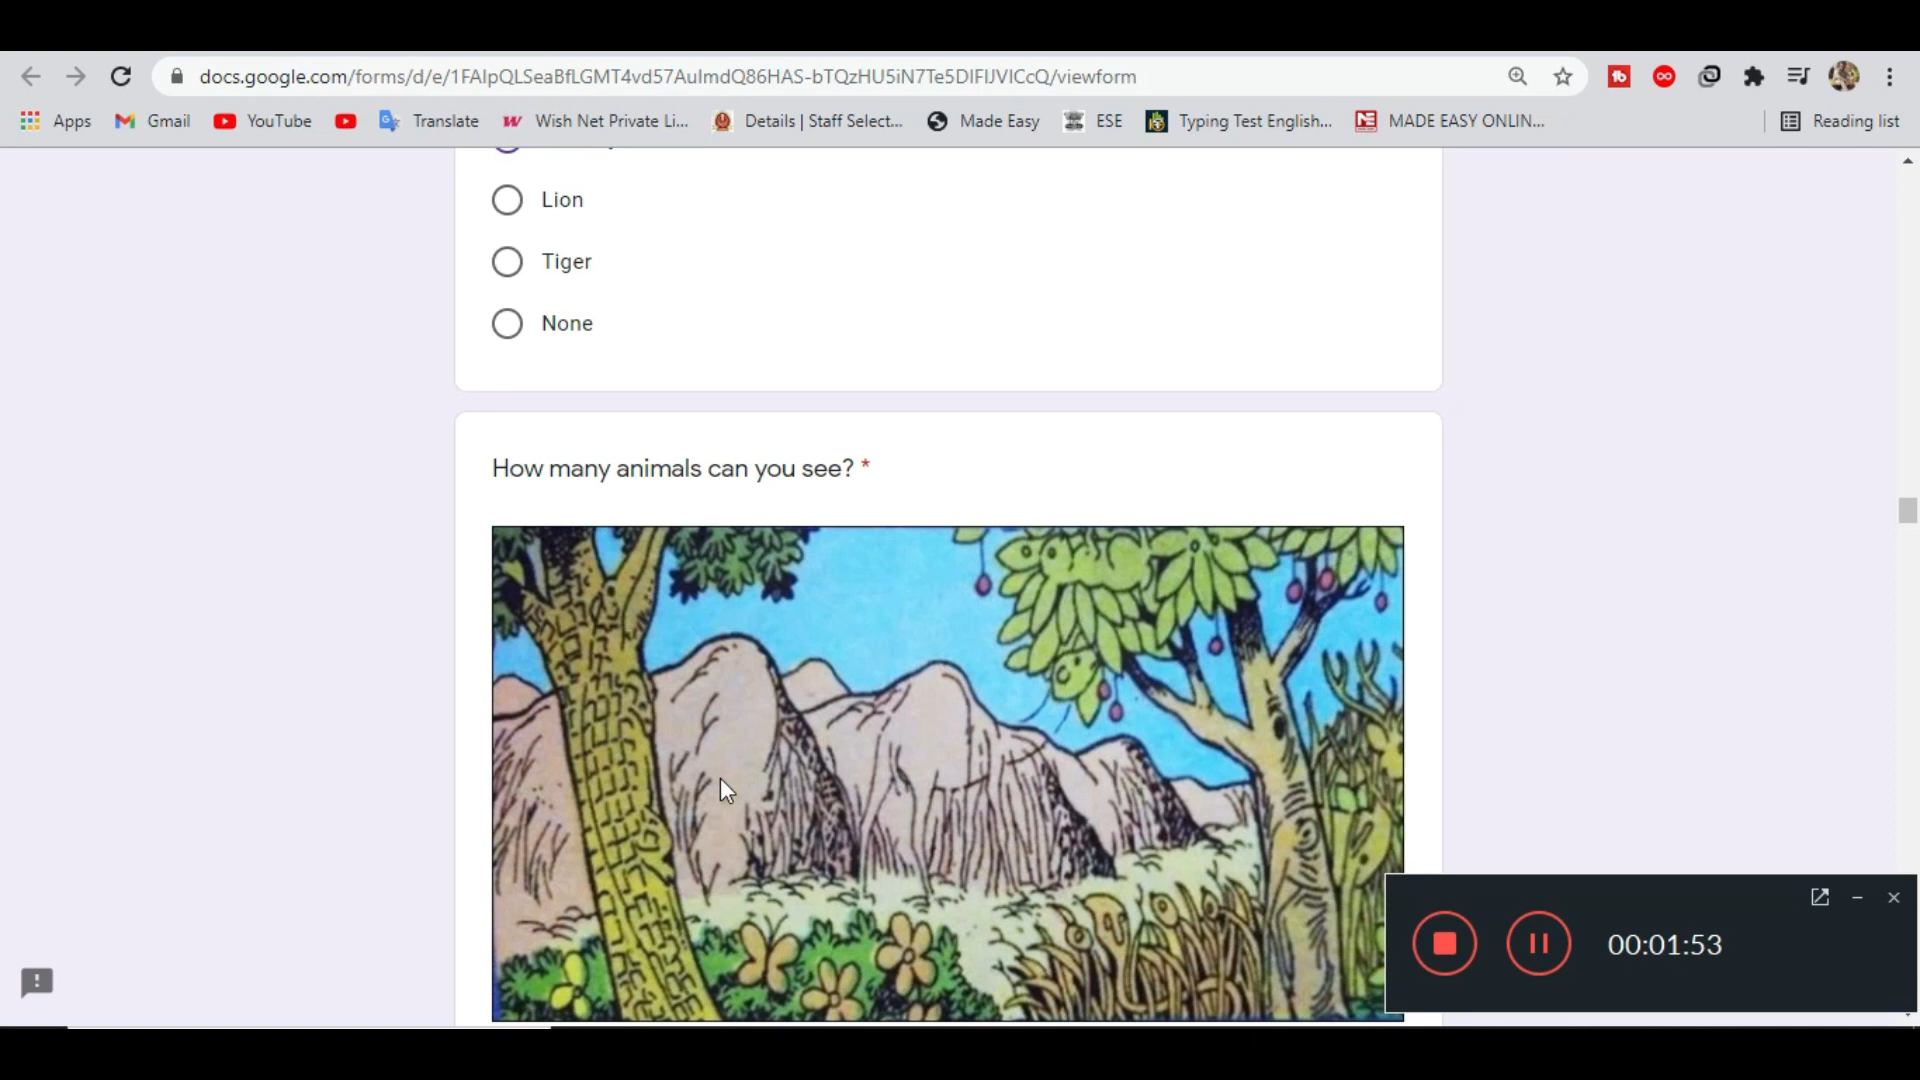 docs.google.com/forms/d/e/1FAIpQLSeaBfLGMT4vd57AuImdQ86HAS-bTQzHU5iN7Te5DIFIJVICcQ/viewform
Apps Gmail YouTube Translate Wish Net Private Li... Details | Staff Select... Made Easy ESE Typing Test English... MADE EASY ONLIN... Reading list
Lion
Tiger
None
How many animals can you see? *
00:01:53